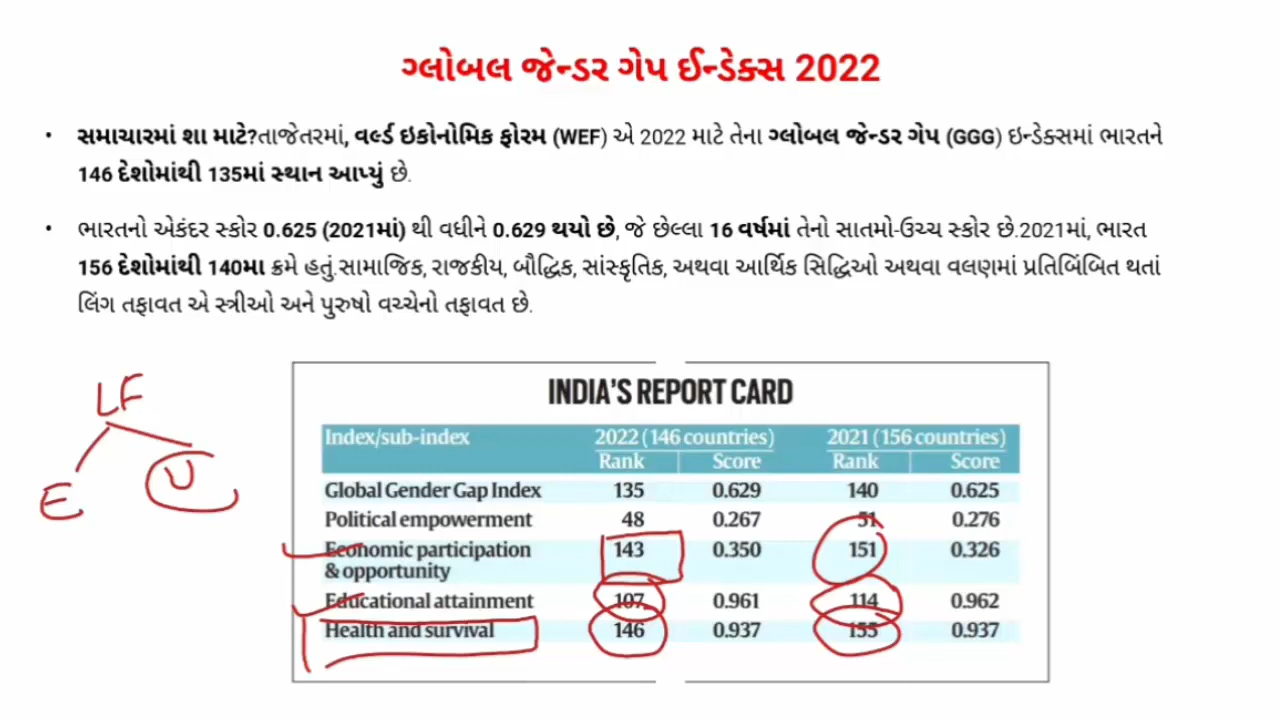 ગ્લોબલ જેન્ડર ગેપ ઈન્ડેક્સ 2022
• સમાચારમાં શા માટે?તાજેતરમાં, વર્લ્ડ ઇકોનોમિક ફોરમ (WEF) એ 2022 માટે તેના ગ્લોબલ જેન્ડર ગેપ (GGG) ઇન્ડેક્સમાં ભારતને
146 દેશોમાંથી 135માં સ્થાન આપ્યું છે.
• ભારતનો એકંદર સ્કોર 0.625 (2021માં) થી વધીને 0.629 થયો છે, જે છેલ્લા 16 વર્ષમાં તેનો સાતમો-ઉચ્ચ સ્કોર છે.2021માં, ભારત
156 દેશોમાંથી 140મા ક્રમે હતું.સામાજિક, રાજકીય, બૌદ્ધિક, સાંસ્કૃતિક, અથવા આર્થિક સિદ્ધિઓ અથવા વલણમાં પ્રતિબિંબિત થતાં
લિંગ તફાવત એ સ્ત્રીઓ અને પુરુષો વચ્ચેનો તફાવત છે.
LF
E U
INDIA'S REPORT CARD
Index/sub-index 2022 (146 countries) 2021 (156 countries)
Rank Score Rank Score
Global Gender Gap Index 135 0.629 140 0.625
Political empowerment 48 0.267 51 0.276
Economic participation 143 0.350 151 0.326
& opportunity
Educational attainment 107 0.961 114 0.962
Health and survival 146 0.937 155 0.937